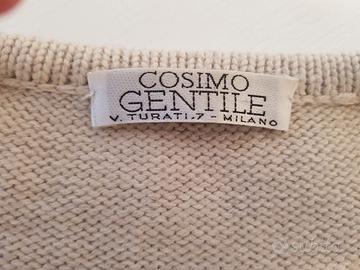 COSIMO
GENTILE
V. TURATI.7 - MILANO